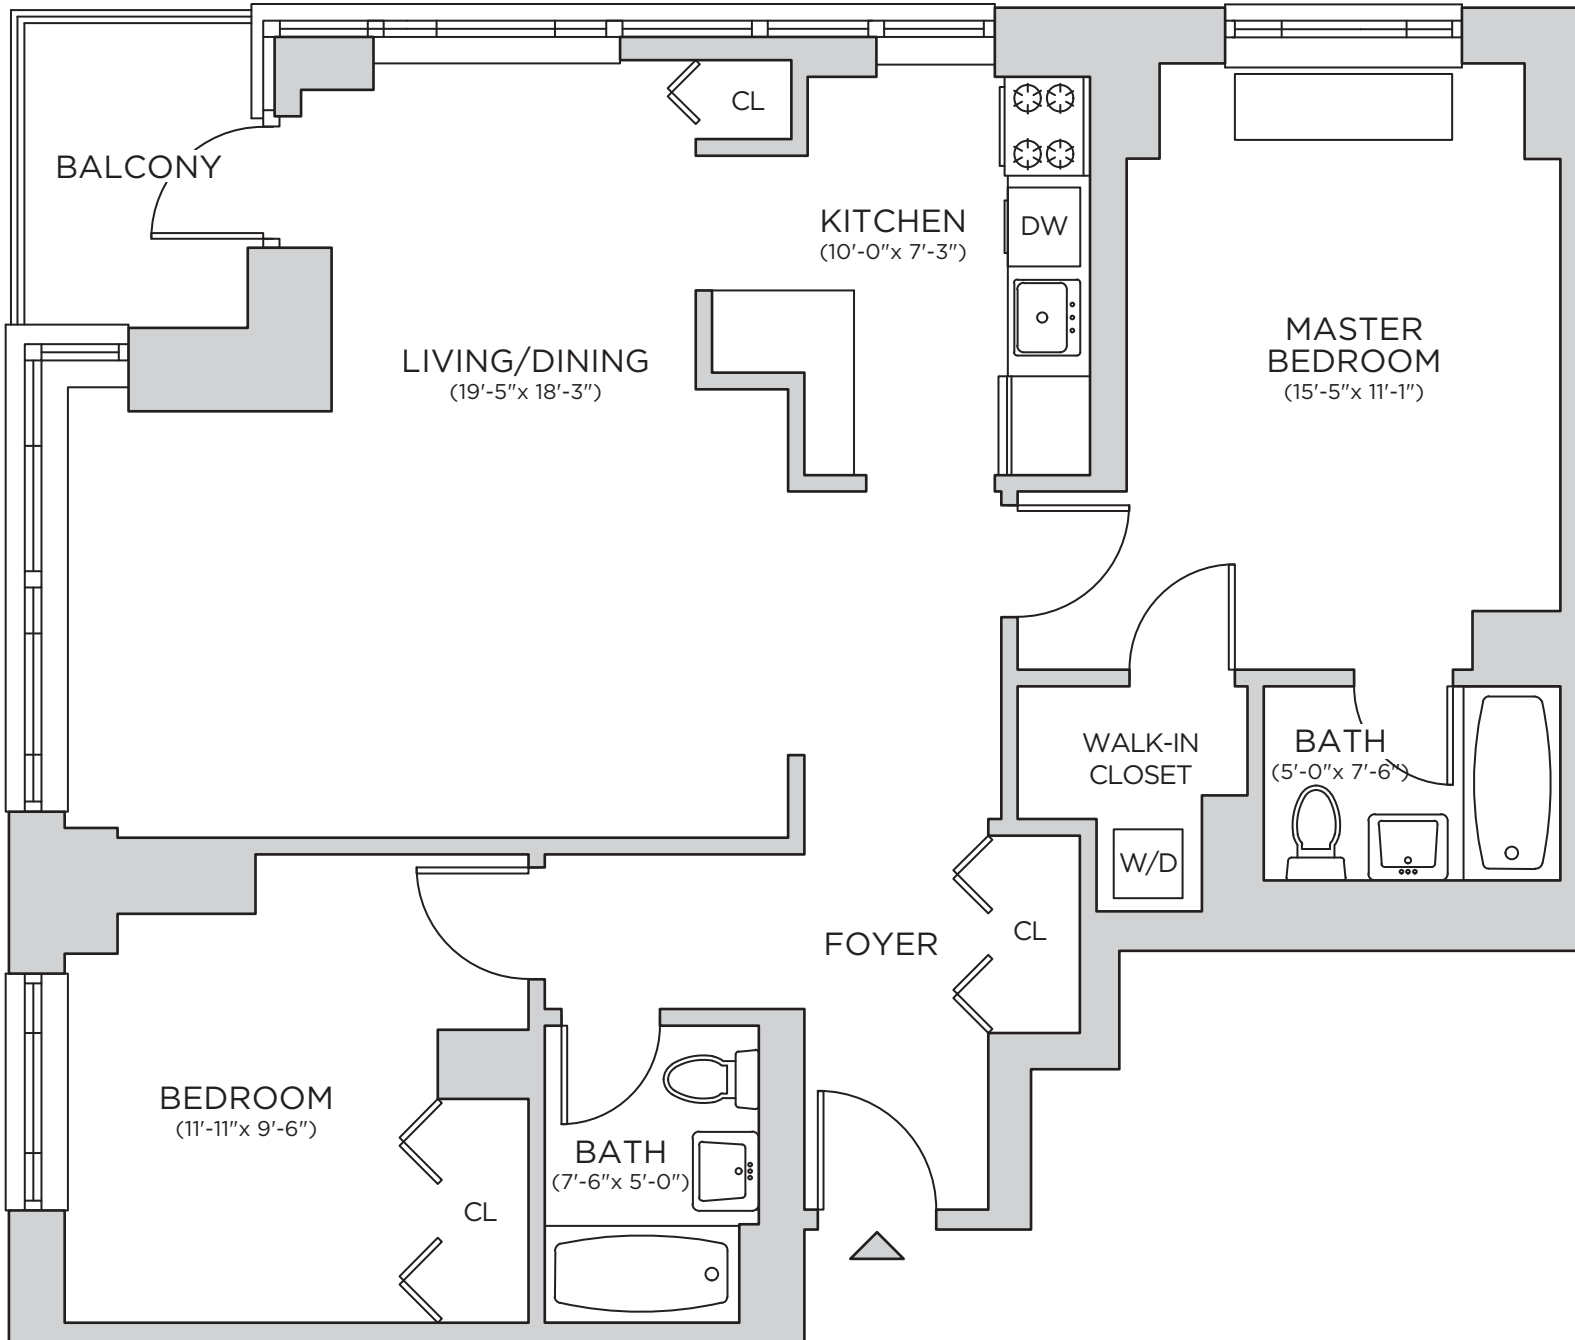 CL
BALCONY
KITCHEN
(10'-0"x 7'-3")
DW
LIVING/DINING
(19'-5"x 18'-3")
MASTER
BEDROOM
(15'-5"x 11'-1")
WALK-IN
CLOSET
BATH
(5'-0"x 7'-6")
W/D
FOYER
CL
BEDROOM
(11'-11"x 9'-6")
BATH
(7'-6"x 5'-0")
CL